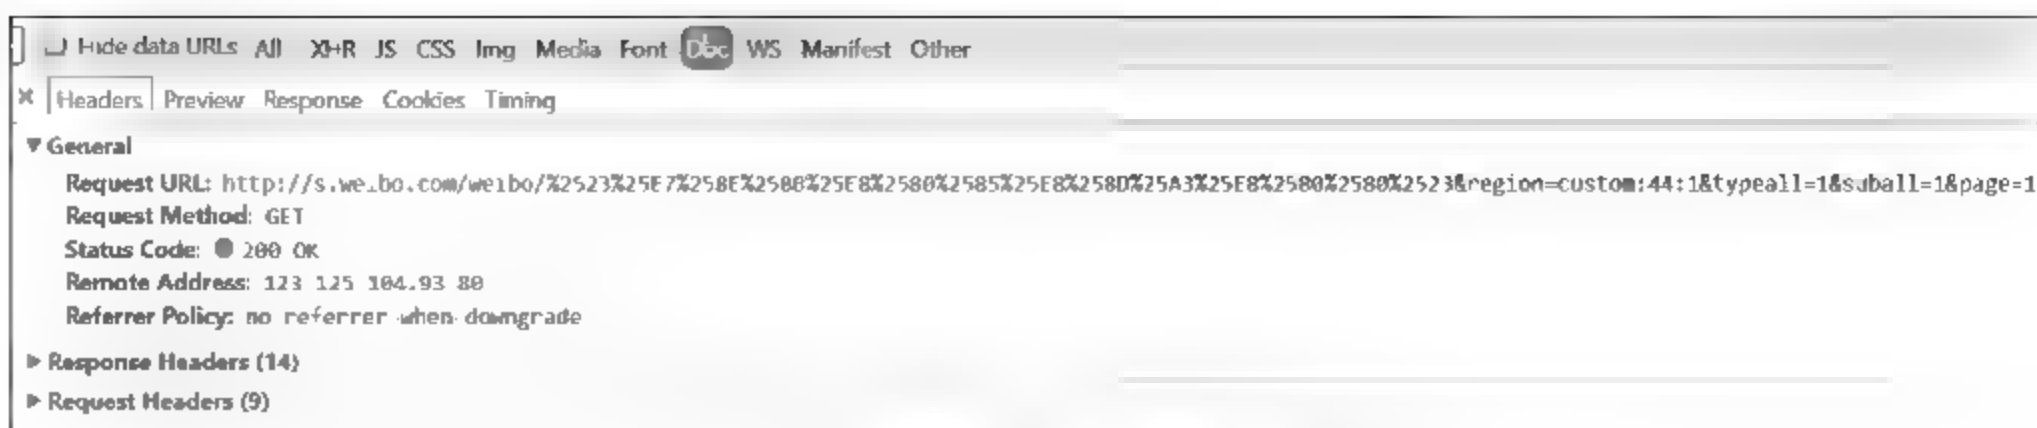 Hide data URLs All XHR JS CSS Img Media Font Doc WS Manifest Other
× Headers Preview Response Cookies Timing
▼ General
Request URL: http://s.weibo.com/weibo/%2523%25E7%258E%258B%25E8%2580%2585%25E8%258D%25A3%25E8%2580%2580%2523&region=custom:44:1&typeall=1&suball=1&page=1
Request Method: GET
Status Code: 200 OK
Remote Address: 123.125.104.93:80
Referrer Policy: no-referrer-when-downgrade
▶ Response Headers (14)
▶ Request Headers (9)